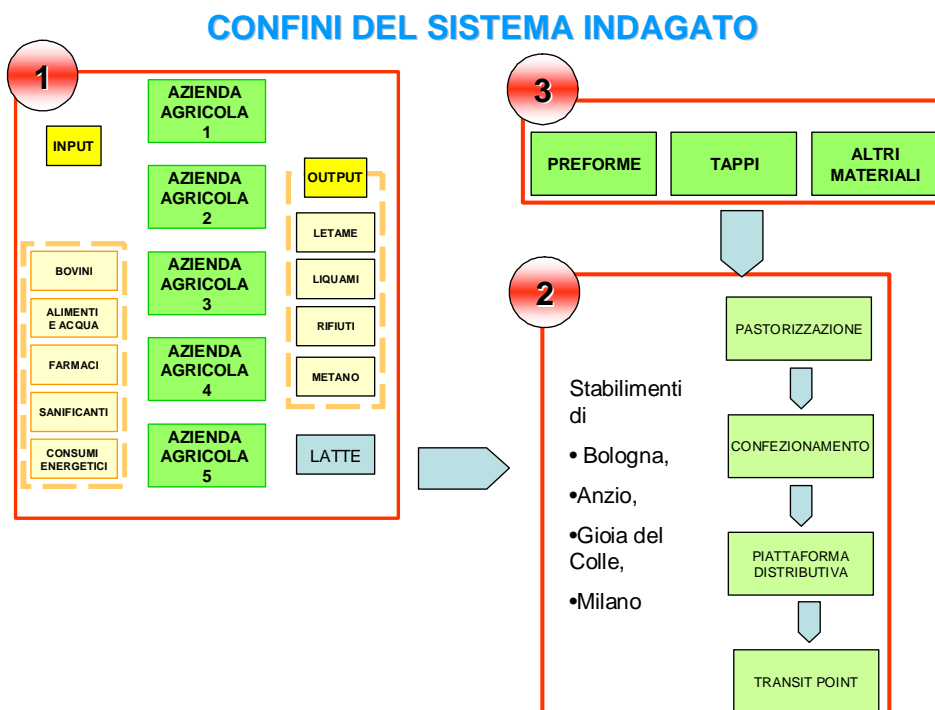 CONFINI DEL SISTEMA INDAGATO
1
INPUT
BOVINI
ALIMENTI
E ACQUA
FARMACI
SANIFICANTI
CONSUMI
ENERGETICI
AZIENDA
AGRICOLA
1
AZIENDA
AGRICOLA
2
AZIENDA
AGRICOLA
3
AZIENDA
AGRICOLA
4
AZIENDA
AGRICOLA
5
OUTPUT
LETAME
LIQUAMI
RIFIUTI
METANO
LATTE
3
PREFORME
TAPPI
ALTRI
MATERIALI
2
Stabilimenti
di
• Bologna,
•Anzio,
•Gioia del
Colle,
•Milano
PASTORIZZAZIONE
CONFEZIONAMENTO
PIATTAFORMA
DISTRIBUTIVA
TRANSIT POINT